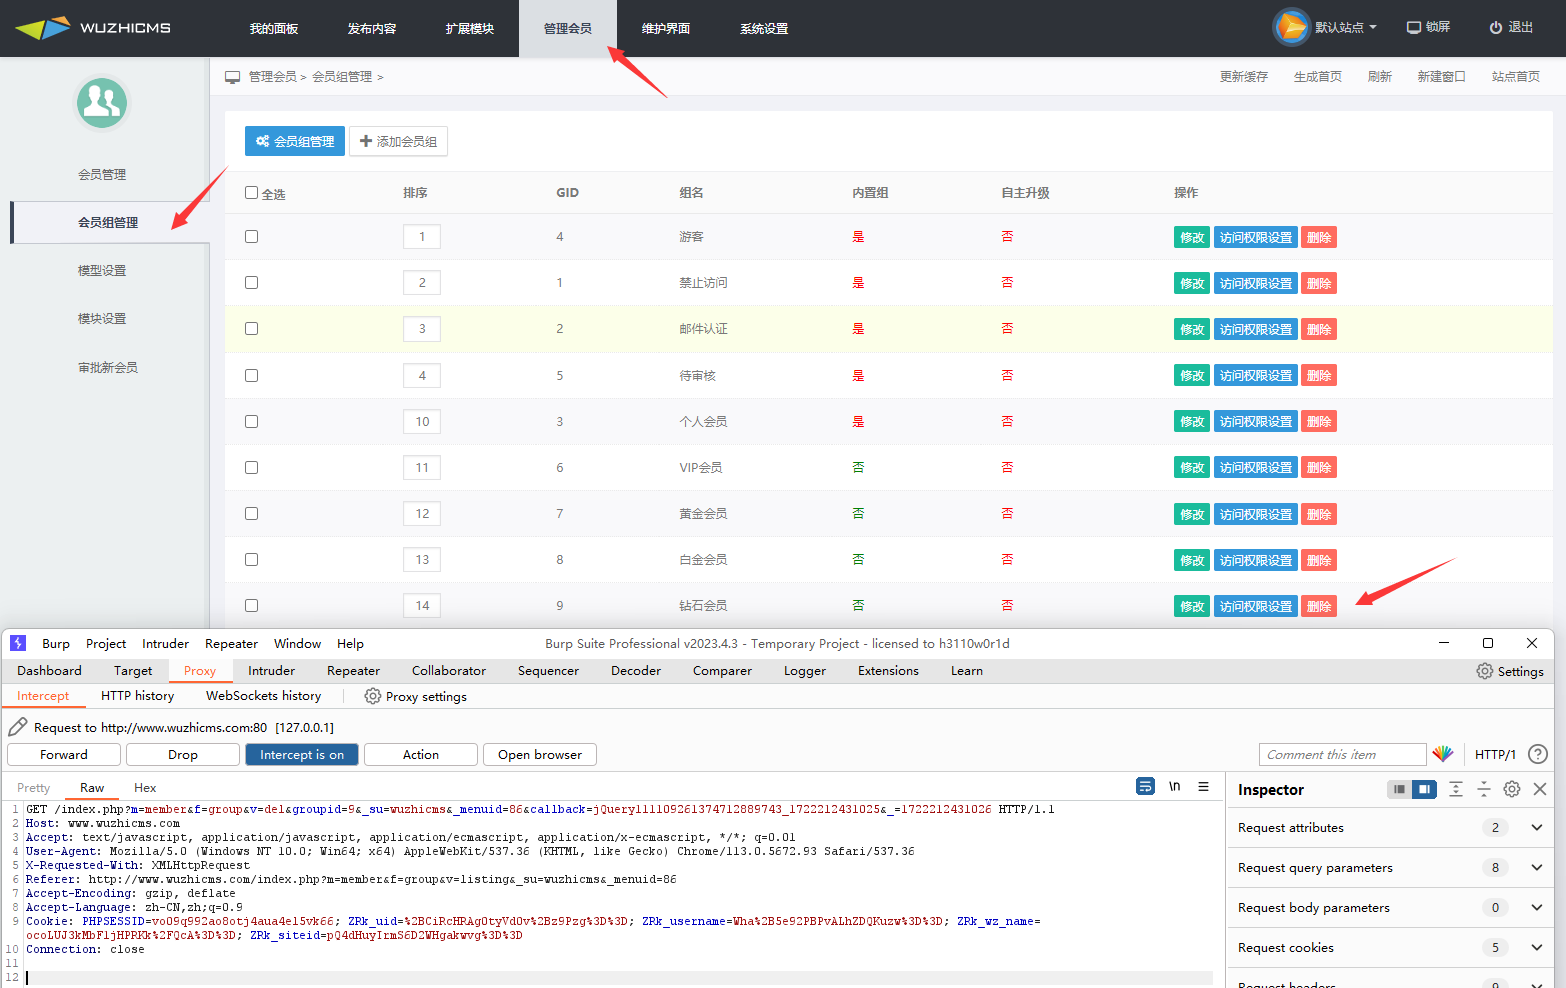 WUZHICMS 我的面板 发布内容 扩展模块 管理会员 维护界面 系统设置 默认站点 锁屏 退出
管理会员 > 会员组管理 > 更新缓存 生成首页 刷新 新建窗口 站点首页
会员管理
会员组管理
模型设置
模块设置
审批新会员
会员组管理 添加会员组
全选 排序 GID 组名 内置组 自主升级 操作
1 4 游客 是 否 修改 访问权限设置 删除
2 1 禁止访问 是 否 修改 访问权限设置 删除
3 2 邮件认证 是 否 修改 访问权限设置 删除
4 5 待审核 是 否 修改 访问权限设置 删除
10 3 个人会员 是 否 修改 访问权限设置 删除
11 6 VIP会员 否 否 修改 访问权限设置 删除
12 7 黄金会员 否 否 修改 访问权限设置 删除
13 8 白金会员 否 否 修改 访问权限设置 删除
14 9 钻石会员 否 否 修改 访问权限设置 删除
Burp Project Intruder Repeater Window Help Burp Suite Professional v2023.4.3 - Temporary Project - licensed to h3110w0r1d
Dashboard Target Proxy Intruder Repeater Collaborator Sequencer Decoder Comparer Logger Extensions Learn Settings
Intercept HTTP history WebSockets history Proxy settings
Request to http://www.wuzhicms.com:80 [127.0.0.1]
Forward Drop Intercept is on Action Open browser Comment this item HTTP/1 ?
Pretty Raw Hex \n
1 GET /index.php?m=member&f=group&v=del&groupid=9&_su=wuzhicms&_menuid=86&callback=jQuery111109261374712889743_1722212431025&_=1722212431026 HTTP/1.1
2 Host: www.wuzhicms.com
3 Accept: text/javascript, application/javascript, application/ecmascript, application/x-ecmascript, */*; q=0.01
4 User-Agent: Mozilla/5.0 (Windows NT 10.0; Win64; x64) AppleWebKit/537.36 (KHTML, like Gecko) Chrome/113.0.5672.93 Safari/537.36
5 X-Requested-With: XMLHttpRequest
6 Referer: http://www.wuzhicms.com/index.php?m=member&f=group&v=listing&_su=wuzhicms&_menuid=86
7 Accept-Encoding: gzip, deflate
8 Accept-Language: zh-CN,zh;q=0.9
9 Cookie: PHPSESSID=vo09q992ao8otj4aua4el5vk66; ZRk_uid=%2BCiRcHRAgOtyVdOv%2Bz9Pzg%3D%3D; ZRk_username=Wha%2B5e92PBPvALhZDQKuzw%3D%3D; ZRk_wz_name=
ocoLUJ3kMbFljHPRKk%2FQcA%3D%3D; ZRk_siteid=pQ4dHuyIrmS6D2WHgakwvg%3D%3D
10 Connection: close
11
12
Inspector
Request attributes 2
Request query parameters 8
Request body parameters 0
Request cookies 5
Request headers 9